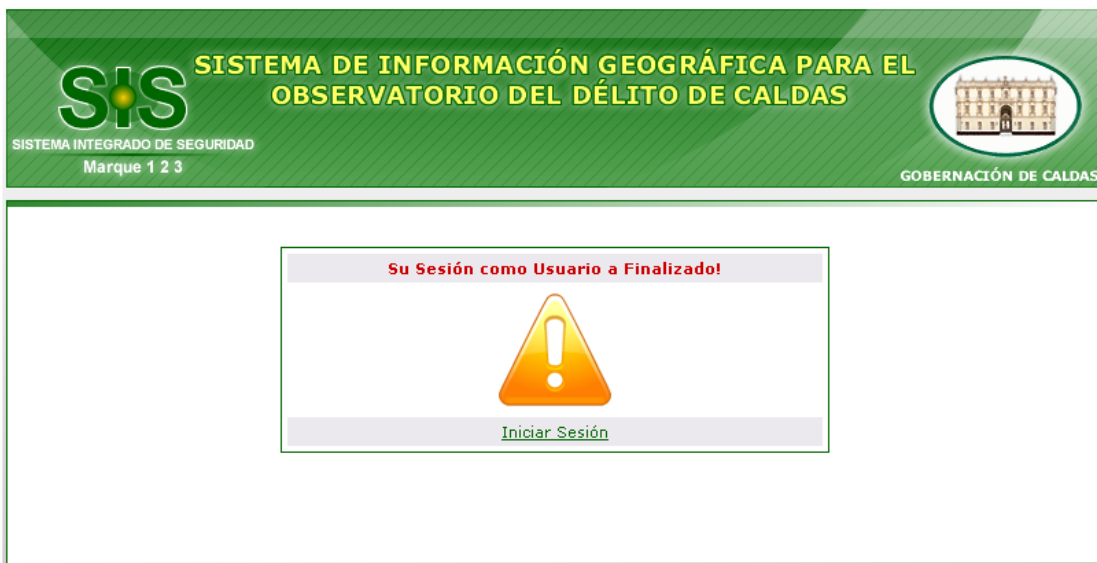 SISTEMA DE INFORMACIÓN GEOGRÁFICA PARA EL
OBSERVATORIO DEL DÉLITO DE CALDAS
SIS
SISTEMA INTEGRADO DE SEGURIDAD
Marque 1 2 3
GOBERNACIÓN DE CALDAS
Su Sesión como Usuario a Finalizado!
Iniciar Sesión